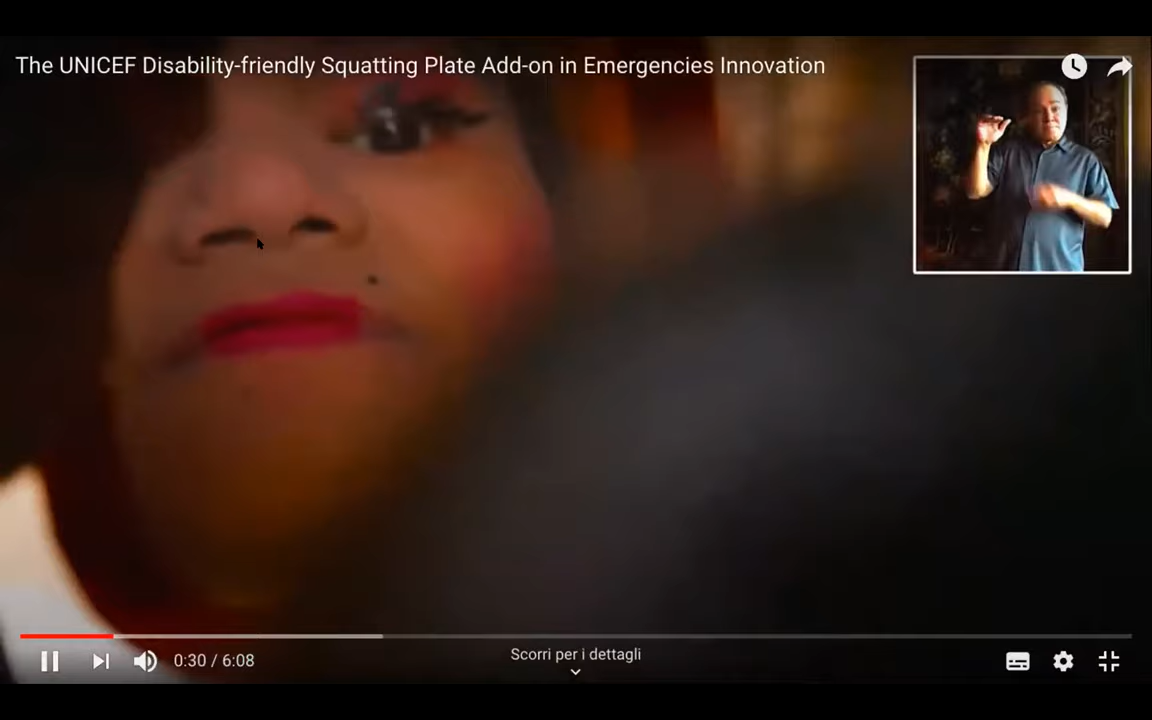 The UNICEF Disability-friendly Squatting Plate Add-on in Emergencies Innovation
0:30 / 6:08
Scorri per i dettagli